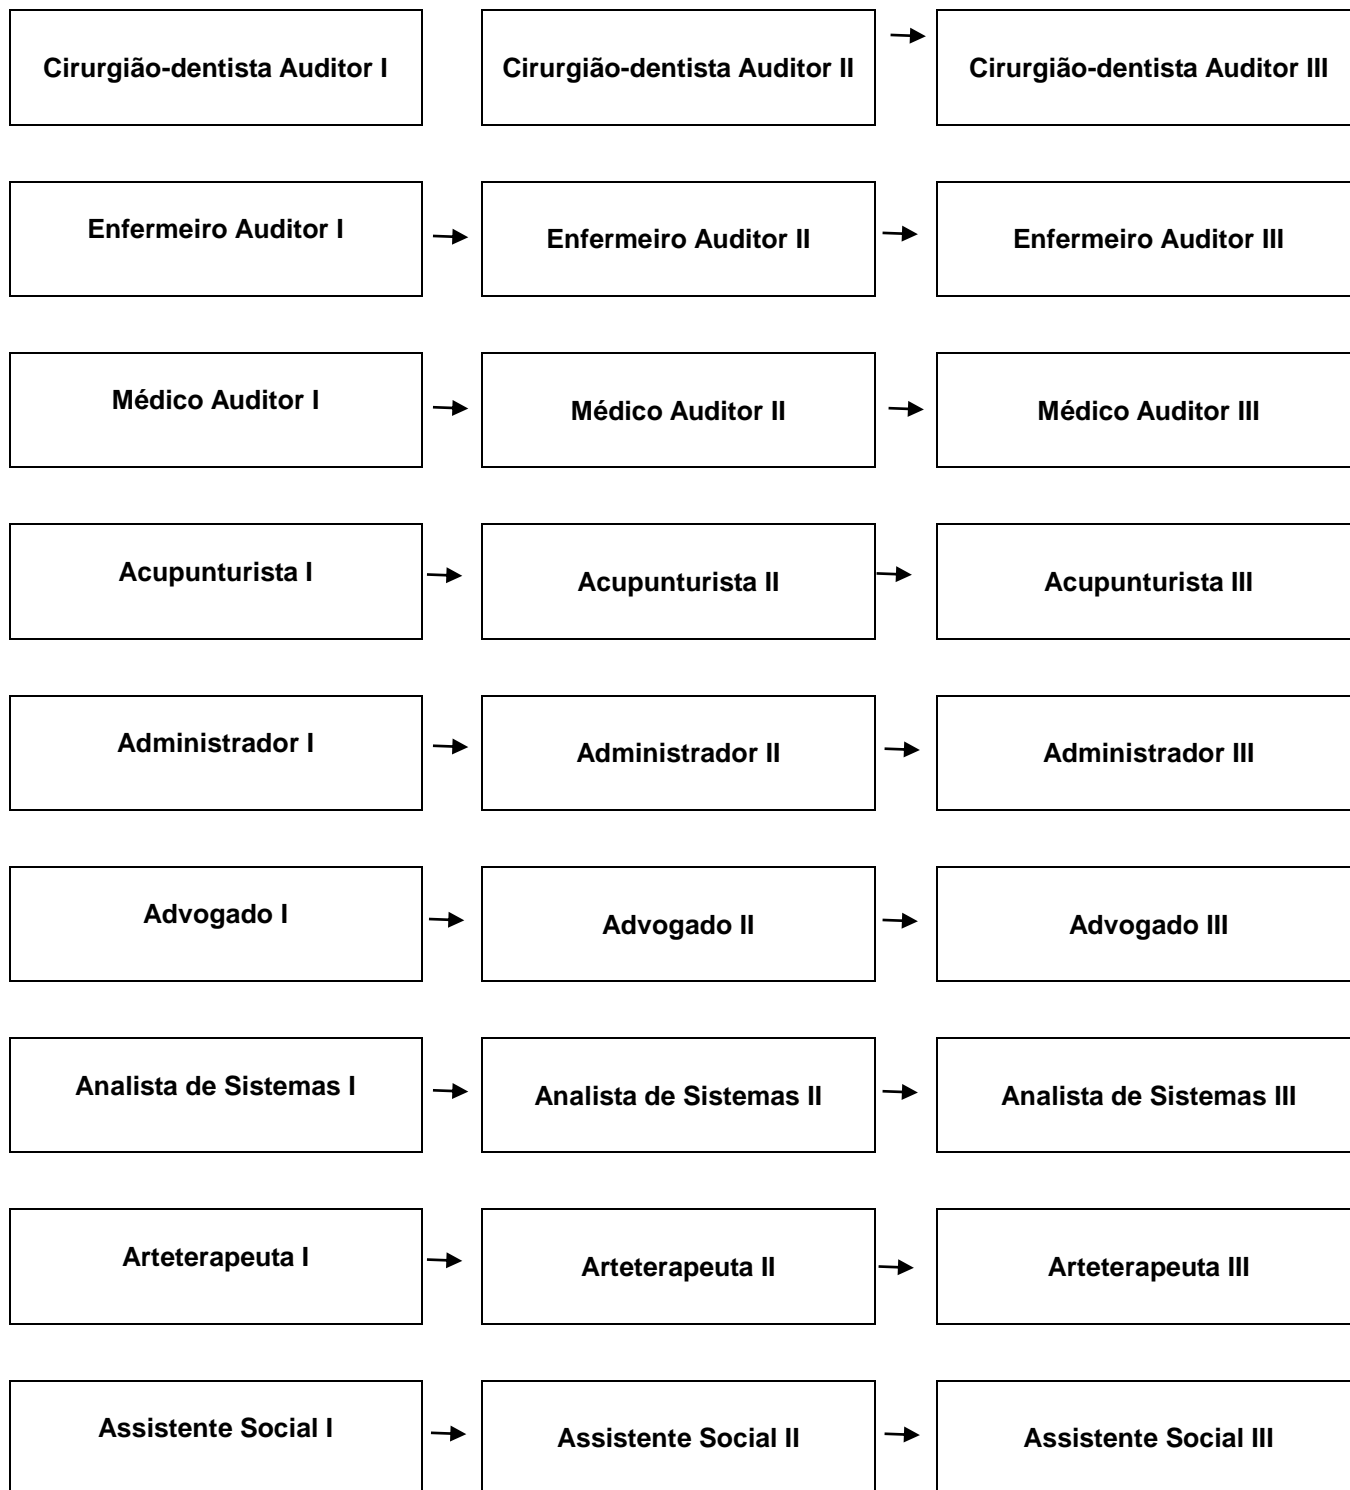 Cirurgião-dentista Auditor I
Cirurgião-dentista Auditor II
Cirurgião-dentista Auditor III
Enfermeiro Auditor I
Enfermeiro Auditor II
Enfermeiro Auditor III
Médico Auditor I
Médico Auditor II
Médico Auditor III
Acupunturista I
Acupunturista II
Acupunturista III
Administrador I
Administrador II
Administrador III
Advogado I
Advogado II
Advogado III
Analista de Sistemas I
Analista de Sistemas II
Analista de Sistemas III
Arteterapeuta I
Arteterapeuta II
Arteterapeuta III
Assistente Social I
Assistente Social II
Assistente Social III